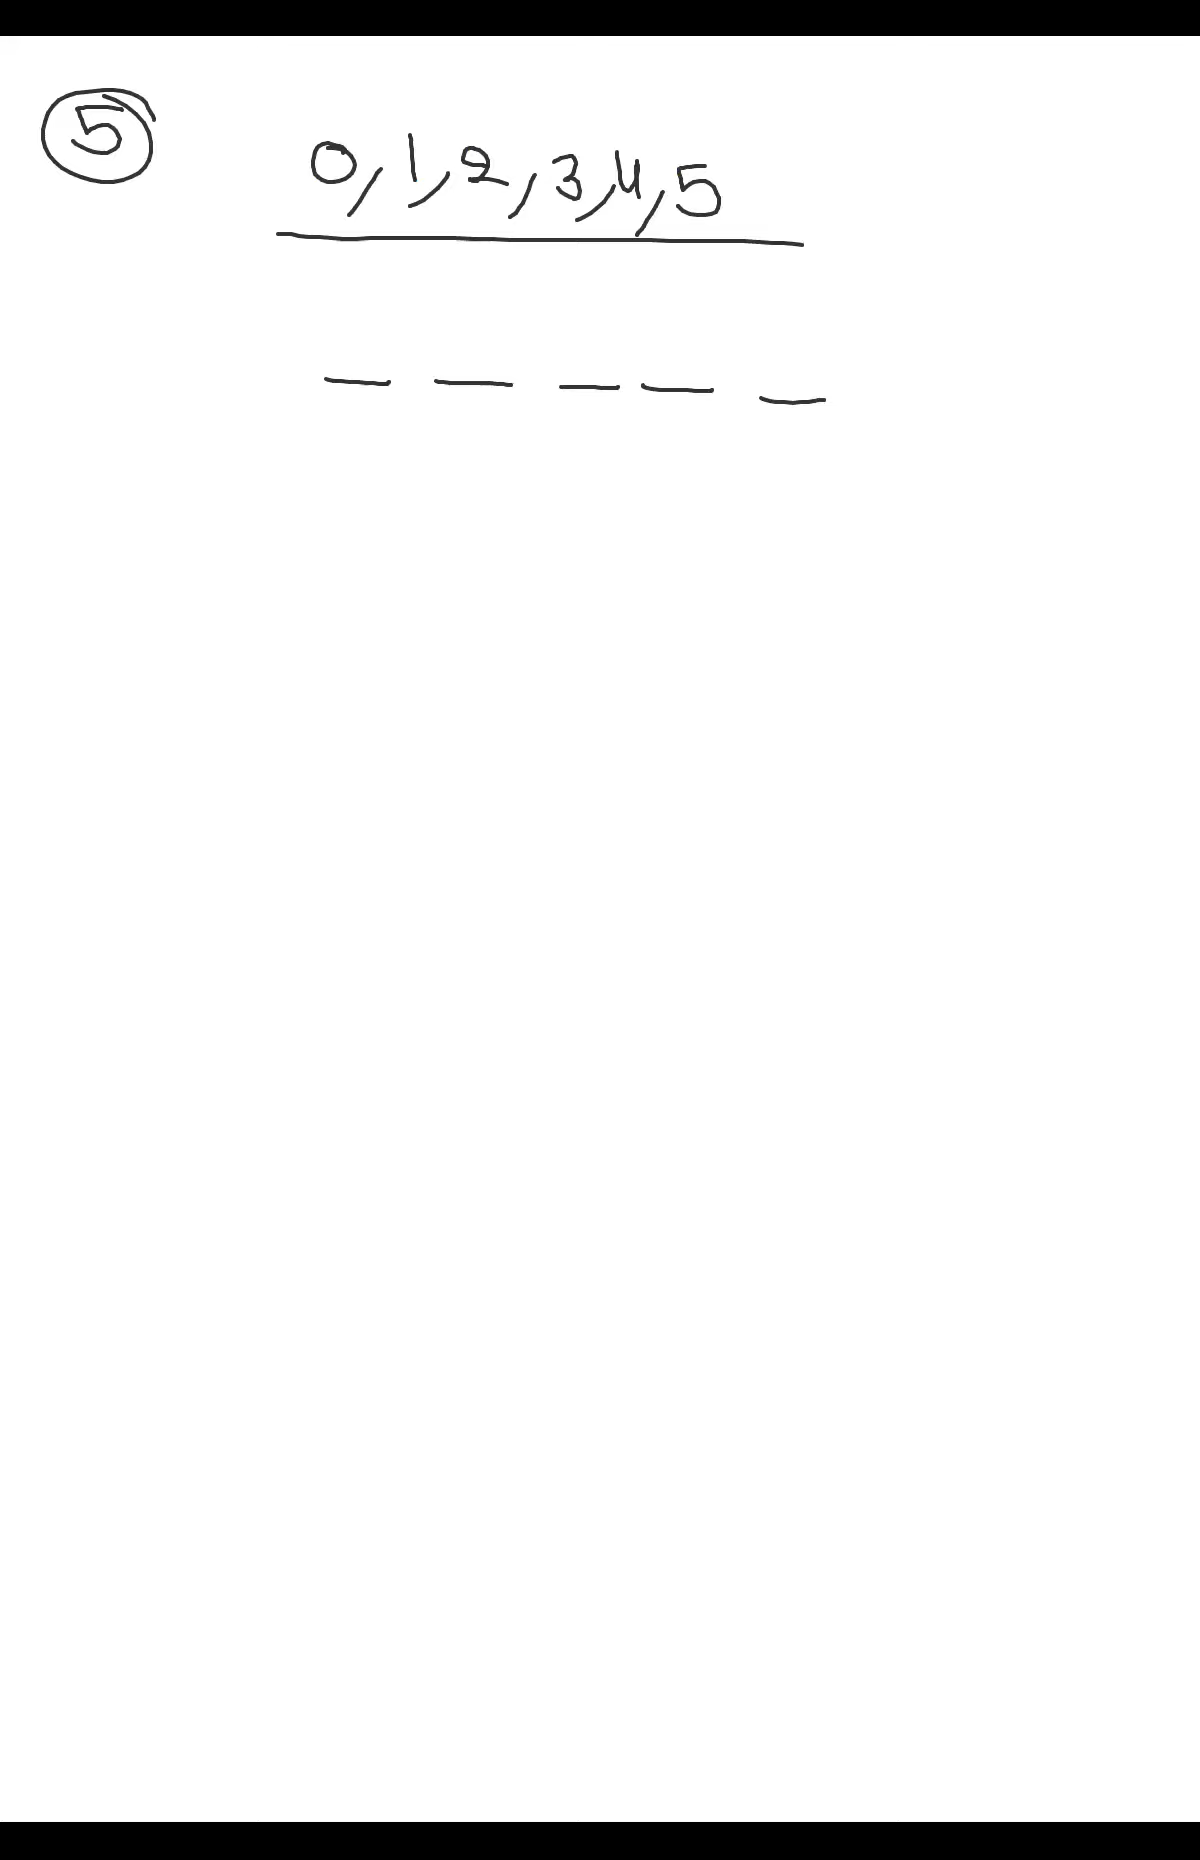 5
0, 1, 2, 3, 4, 5
_ _ _ _ _